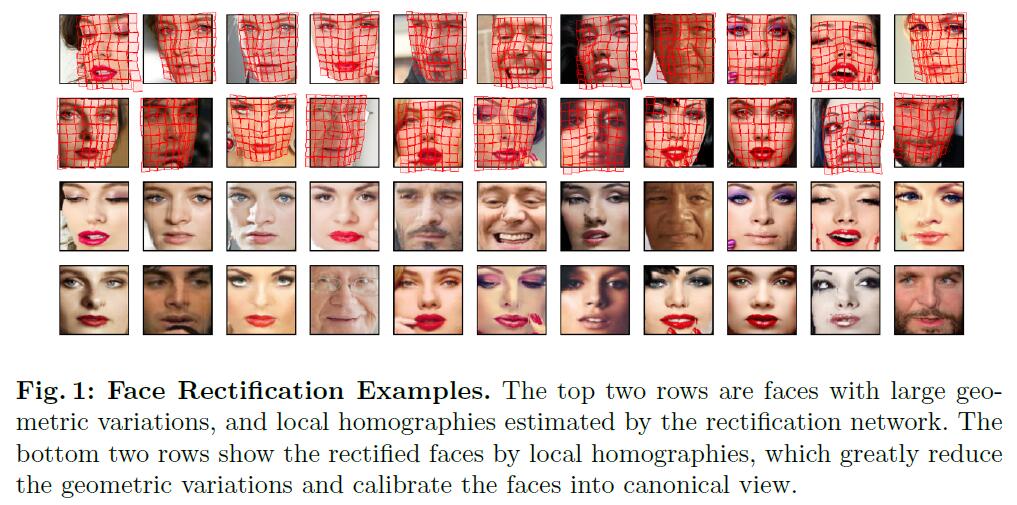 Fig. 1: Face Rectification Examples. The top two rows are faces with large geo-
metric variations, and local homographies estimated by the rectification network. The
bottom two rows show the rectified faces by local homographies, which greatly reduce
the geometric variations and calibrate the faces into canonical view.